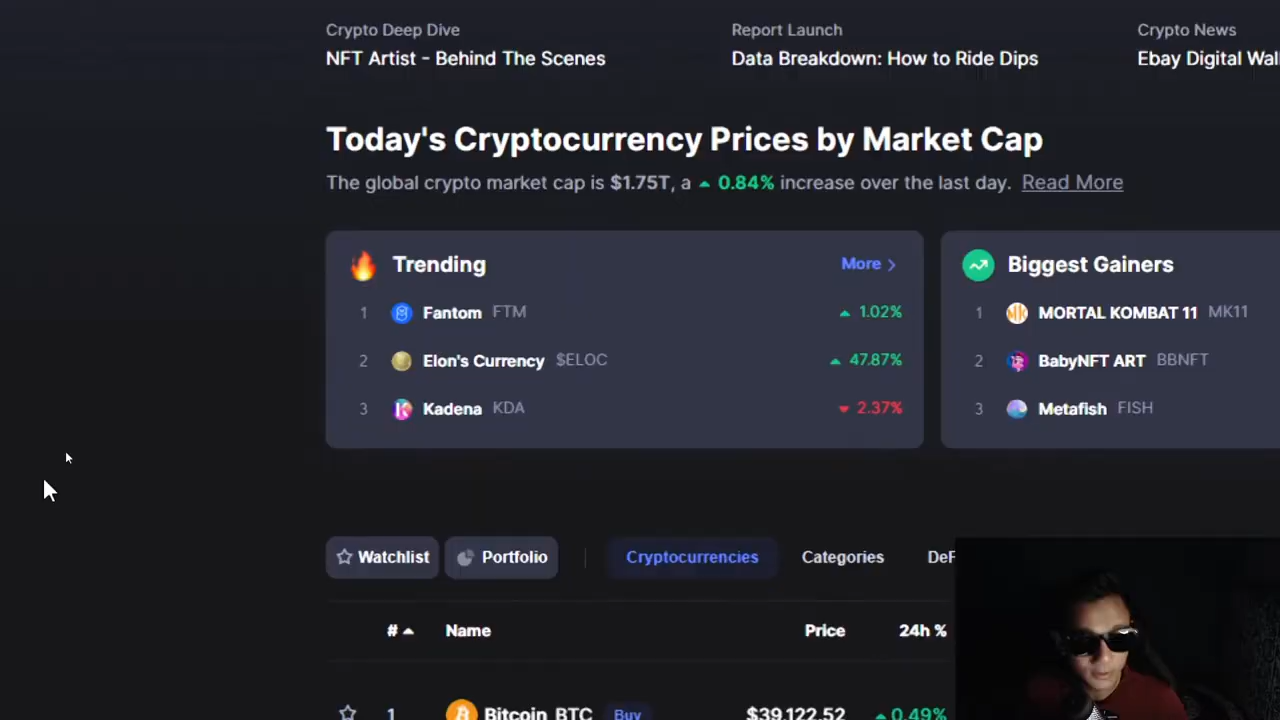 Crypto Deep Dive
NFT Artist - Behind The Scenes
Report Launch
Data Breakdown: How to Ride Dips
Crypto News
Ebay Digital Wal
Today's Cryptocurrency Prices by Market Cap
The global crypto market cap is $1.75T, a 0.84% increase over the last day. Read More
Trending More
1 Fantom FTM 1.02%
2 Elon's Currency $ELOC 47.87%
3 Kadena KDA 2.37%
Biggest Gainers
1 MORTAL KOMBAT 11 MK11
2 BabyNFT ART BBNFT
3 Metafish FISH
Watchlist Portfolio Cryptocurrencies Categories DeF
# Name Price 24h %
1 Bitcoin BTC Buy $39,122.52 0.49%